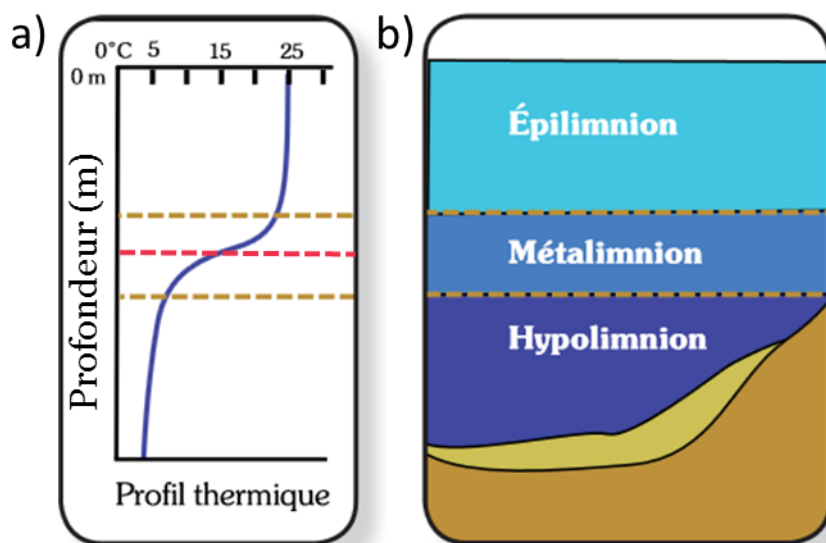 a)
0°C 5 15 25
0 m
Profondeur (m)
Profil thermique
b)
Épilimnion
Métalimnion
Hypolimnion